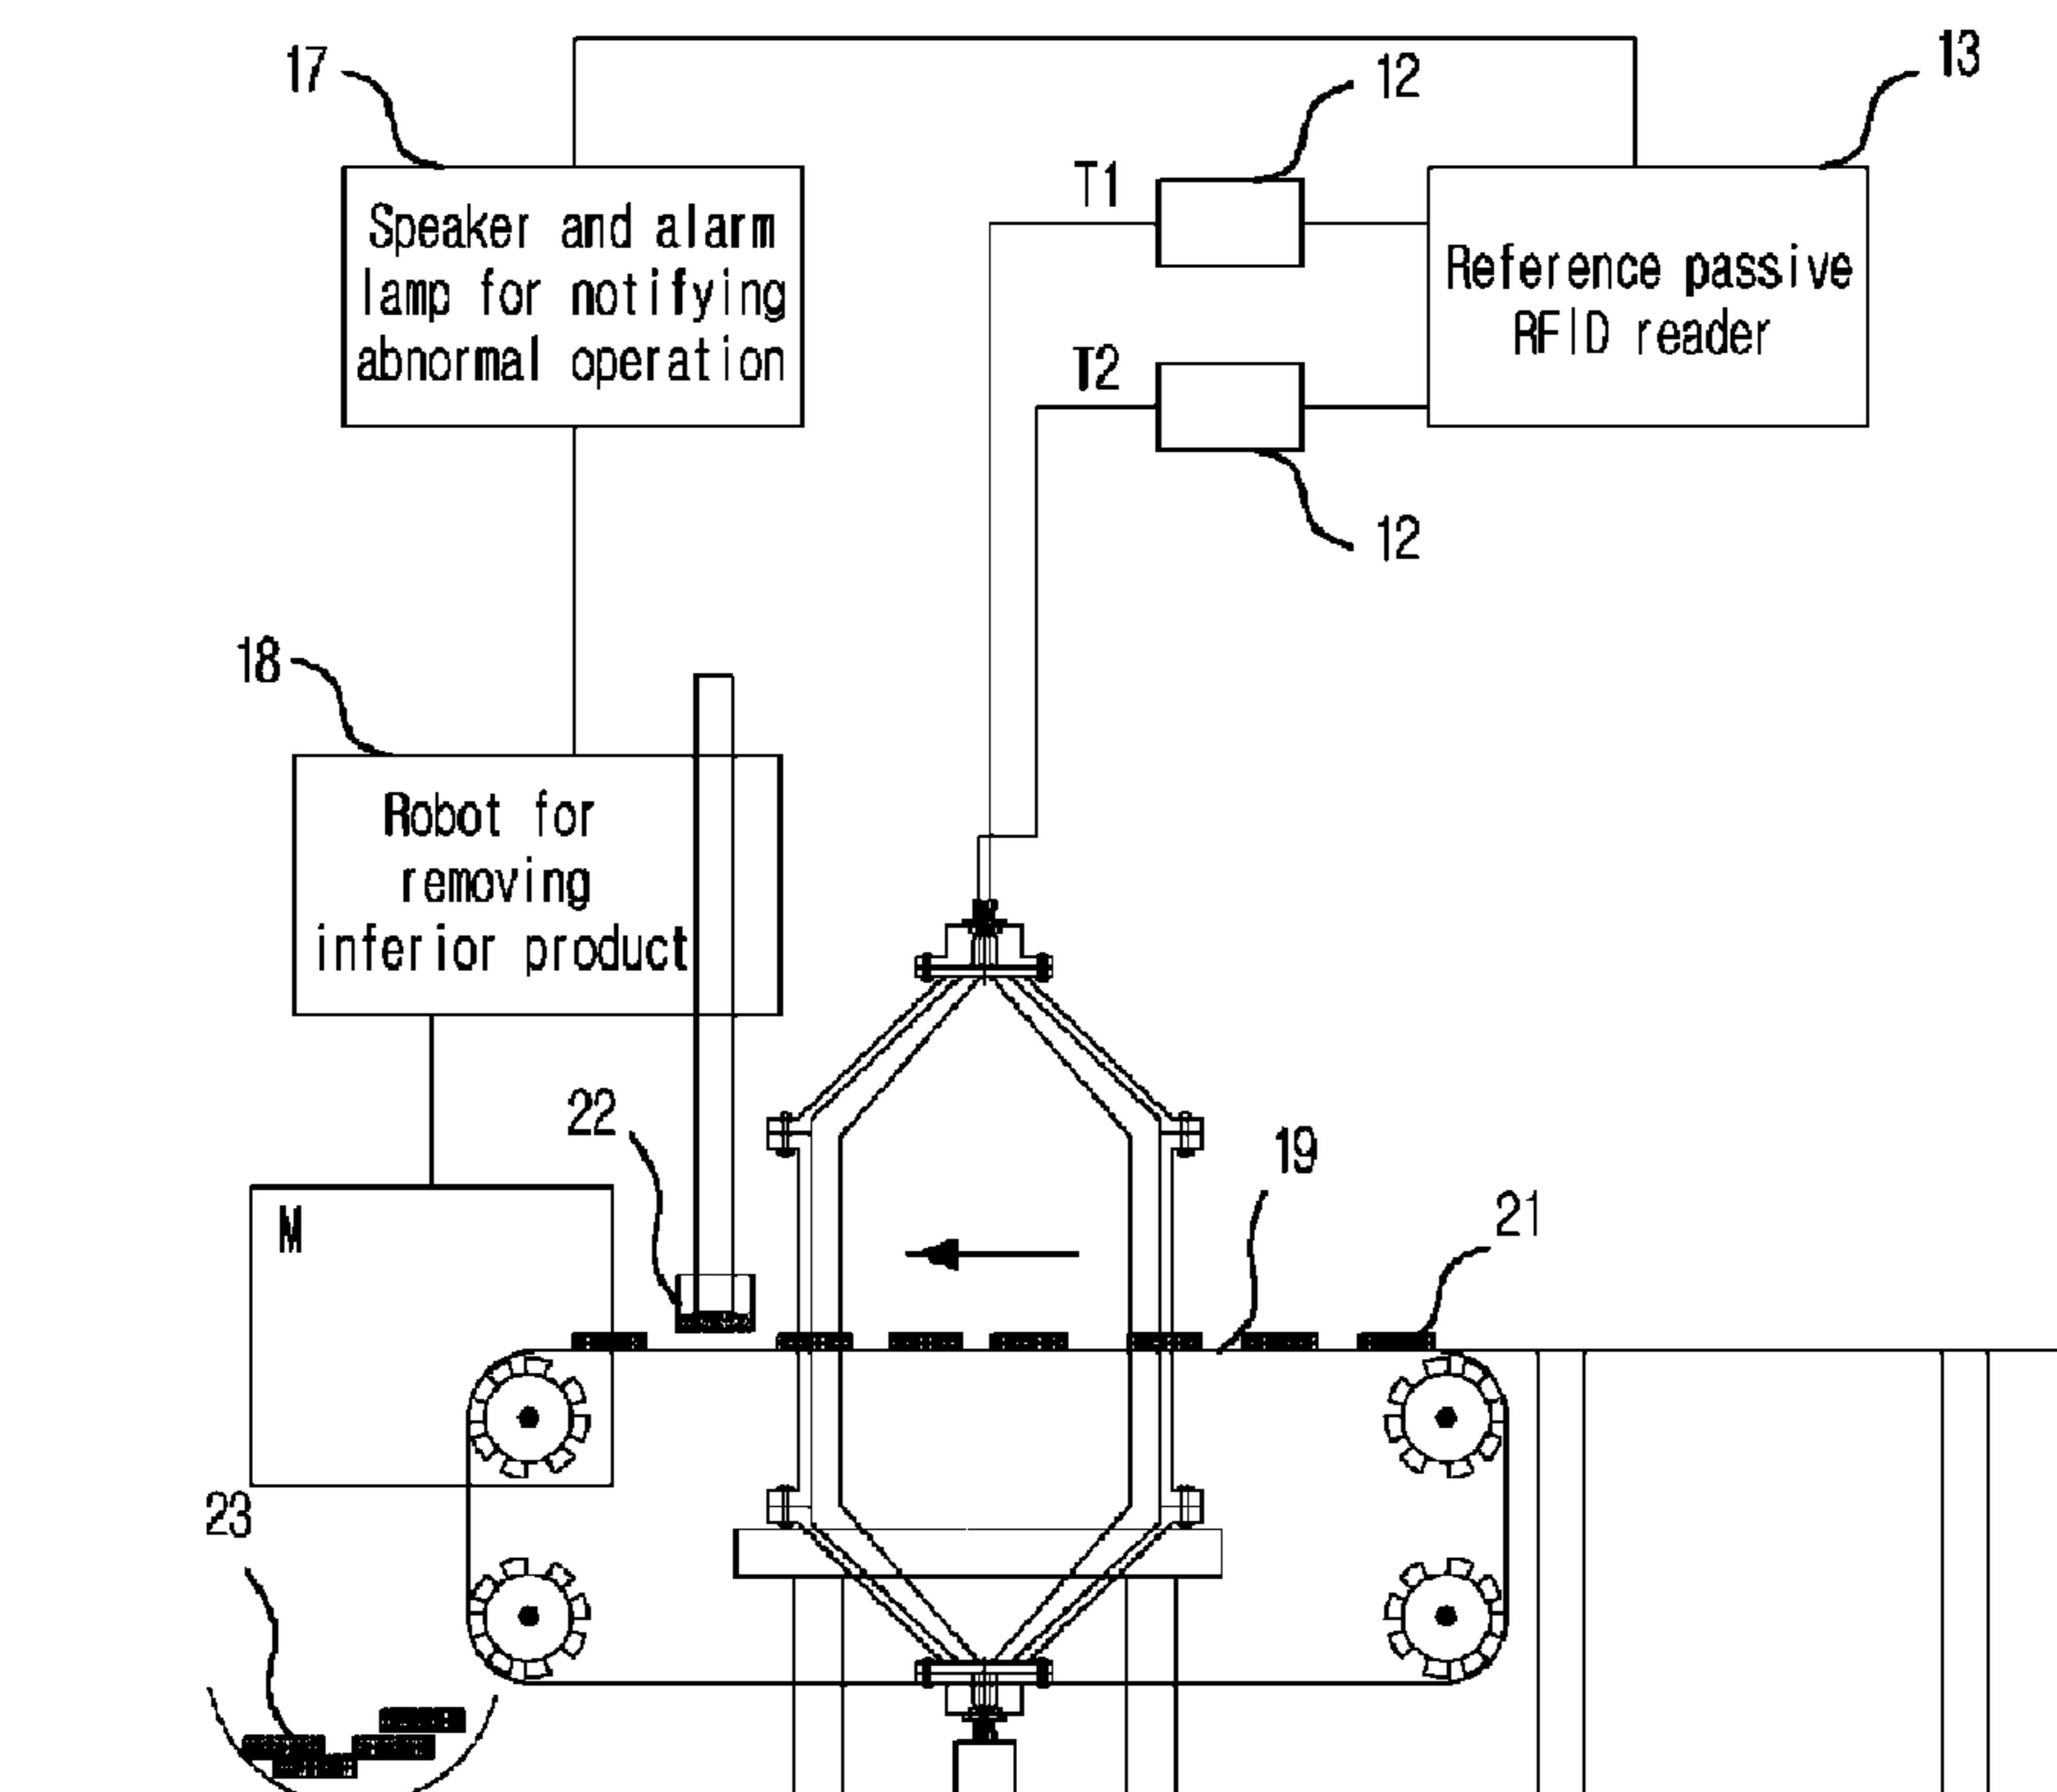 17
12
13
T1
Speaker and alarm
lamp for notifying
abnormal operation
Reference passive
RFID reader
T2
12
18
Robot for
removing
inferior product
22
19
21
M
23